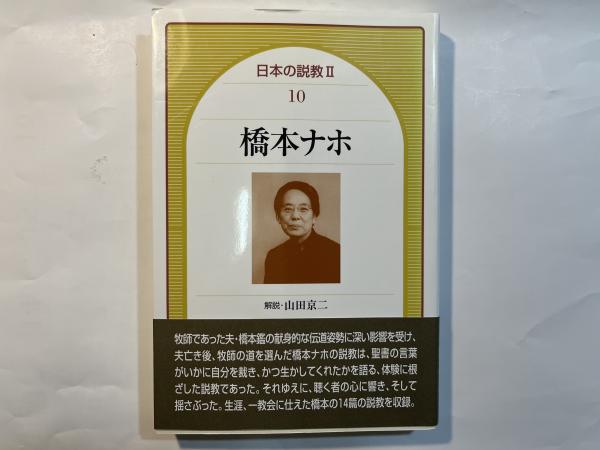 日本の説教Ⅱ
10
橋本ナホ
解説・山田京二
牧師であった夫・橋本鑑の献身的な伝道姿勢に深い影響を受け、
夫亡き後、牧師の道を選んだ橋本ナホの説教は、聖書の言葉
がいかに自分を裁き、かつ生かしてくれたかを語る、体験に根
ざした説教であった。それゆえに、聴く者の心に響き、そして
揺さぶった。生涯、一教会に仕えた橋本の14篇の説教を収録。